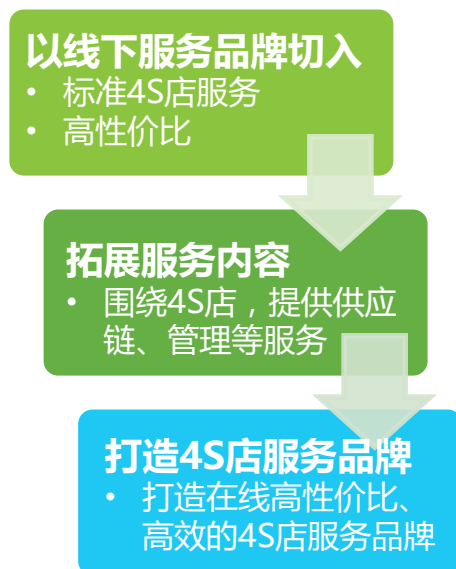 以线下服务品牌切入
• 标准4S店服务
• 高性价比
拓展服务内容
• 围绕4S店，提供供应
链、管理等服务
打造4S店服务品牌
• 打造在线高性价比、
高效的4S店服务品牌